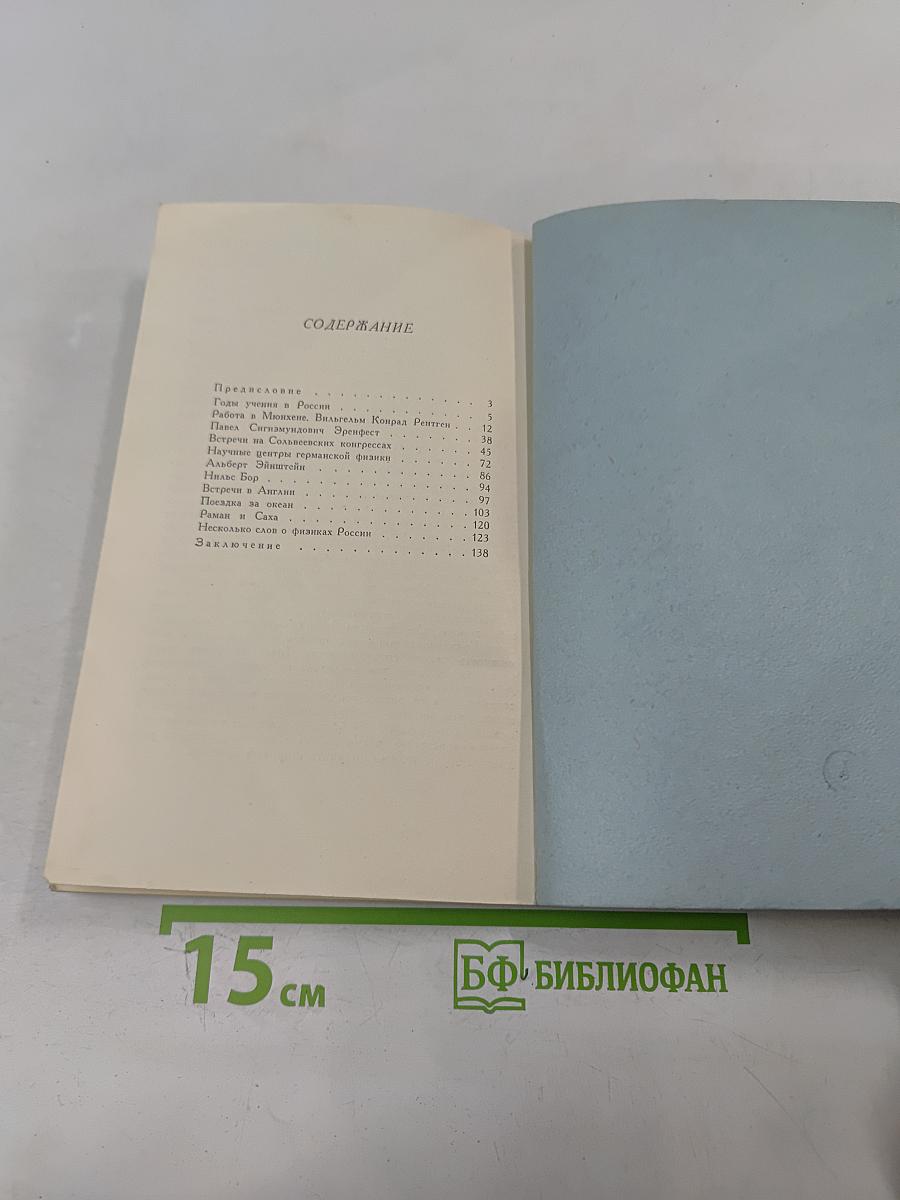 СОДЕРЖАНИЕ
Предисловие . . . . . . . . . . . . 3
Годы учения в России . . . . . . . . . . . 5
Работа в Мюнхене. Вильгельм Конрад Рентген . . 12
Павел Сигизмундович Эренфест . . . . . . . 38
Встречи на Сольвеевских конгрессах . . . . . . 45
Научные центры германской физики . . . . . . 72
Альберт Эйнштейн . . . . . . . . . . . . 86
Нильс Бор . . . . . . . . . . . . . . . 94
Встречи в Англии . . . . . . . . . . . . . 97
Поездка за океан . . . . . . . . . . . . . 103
Раман и Саха . . . . . . . . . . . . . . 120
Несколько слов о физиках России . . . . . . . 123
Заключение . . . . . . . . . . . . . 138
15 см
БФ БИБЛИОФАН